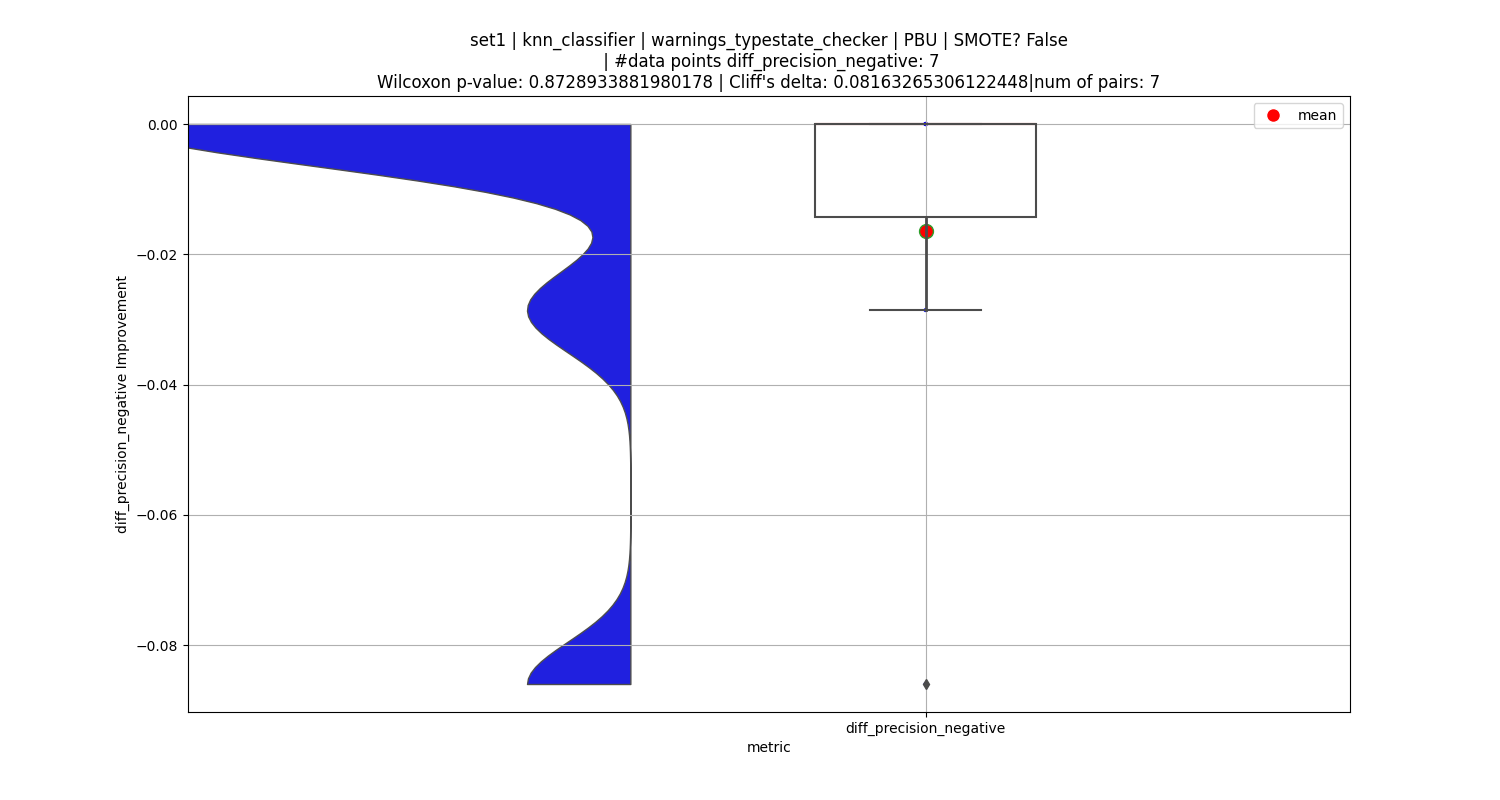 set1 | knn_classifier | warnings_typestate_checker | PBU | SMOTE? False
| #data points diff_precision_negative: 7
Wilcoxon p-value: 0.8728933881980178 | Cliff's delta: 0.08163265306122448|num of pairs: 7
mean
0.00
−0.02
−0.04
−0.06
−0.08
diff_precision_negative Improvement
diff_precision_negative
metric